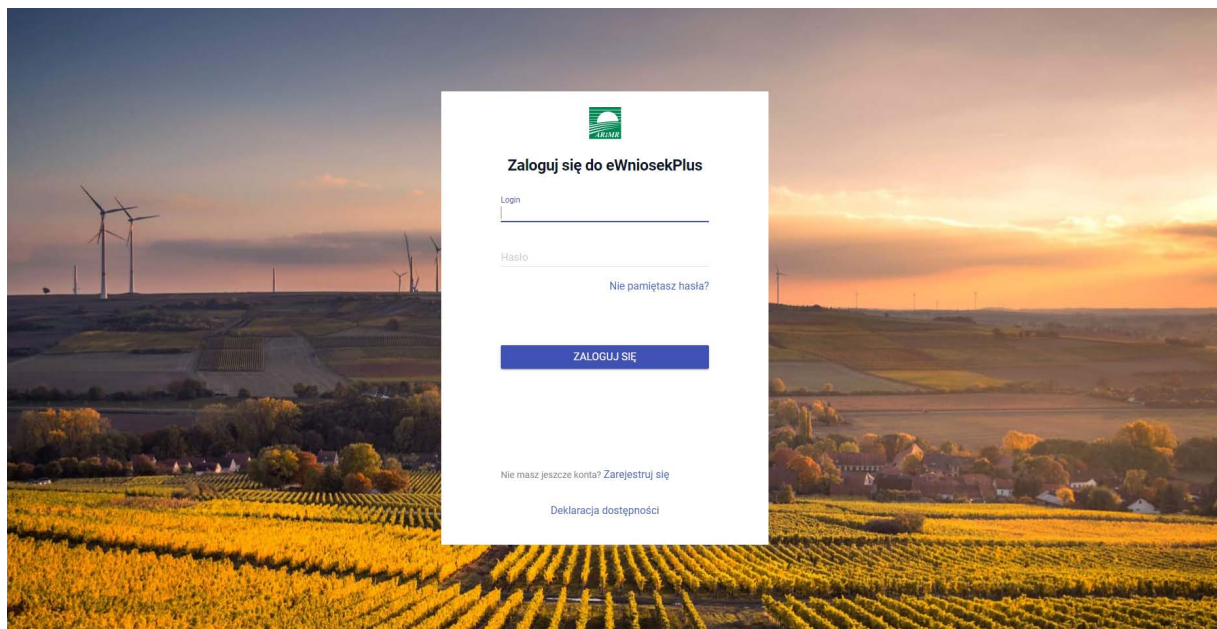 ARiMR
Zaloguj się do eWniosekPlus
Login
Hasło
Nie pamiętasz hasła?
ZALOGUJ SIĘ
Nie masz jeszcze konta? Zarejestruj się
Deklaracja dostępności